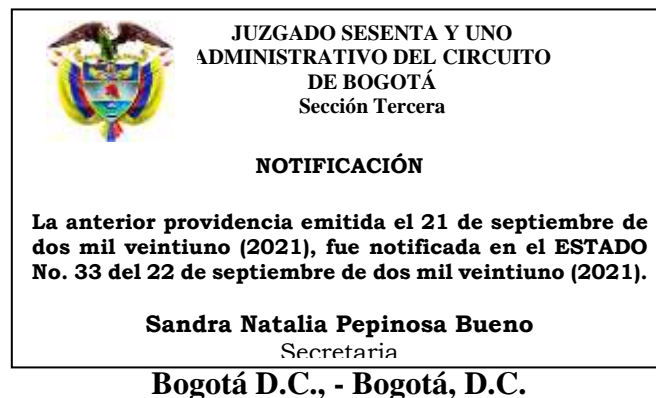 JUZGADO SESENTA Y UNO
ADMINISTRATIVO DEL CIRCUITO
DE BOGOTÁ
Sección Tercera
NOTIFICACIÓN
La anterior providencia emitida el 21 de septiembre de
dos mil veintiuno (2021), fue notificada en el ESTADO
No. 33 del 22 de septiembre de dos mil veintiuno (2021).
Sandra Natalia Pepinosa Bueno
Secretaria
Bogotá D.C., - Bogotá, D.C.